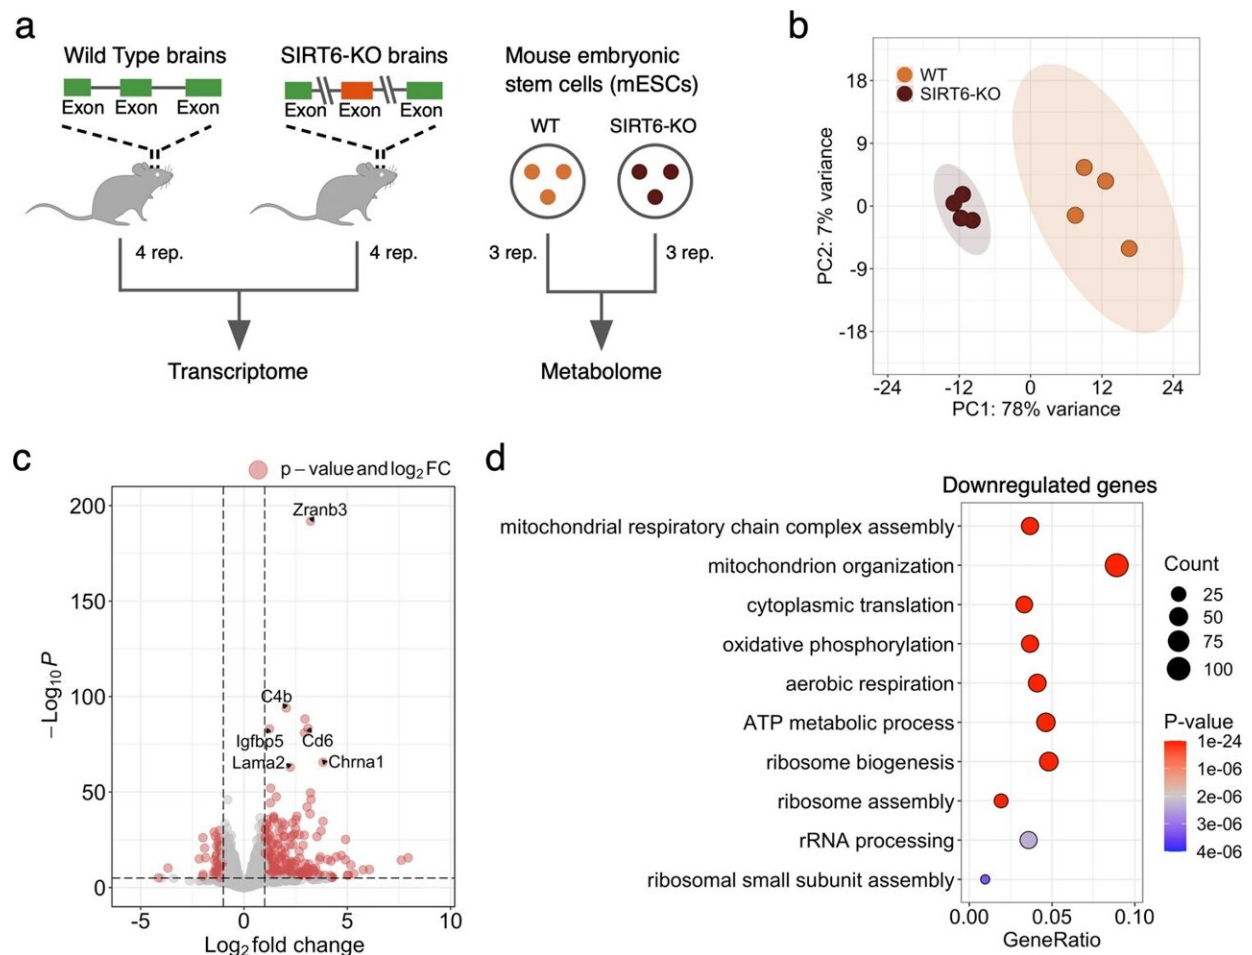 a
Wild Type brains
SIRT6-KO brains
Exon Exon Exon
Exon Exon Exon
4 rep.
4 rep.
Transcriptome
Mouse embryonic
stem cells (mESCs)
WT
SIRT6-KO
3 rep.
3 rep.
Metabolome
b
WT
SIRT6-KO
PC2: 7% variance
18
9
0
-9
-18
-24 -12 0 12 24
PC1: 78% variance
c
p – value and log2 FC
−Log10 P
200
150
100
50
0
Zranb3
C4b
Igfbp5
Cd6
Lama2
Chrna1
-5 0 5 10
Log2 fold change
d
Downregulated genes
mitochondrial respiratory chain complex assembly
mitochondrion organization
cytoplasmic translation
oxidative phosphorylation
aerobic respiration
ATP metabolic process
ribosome biogenesis
ribosome assembly
rRNA processing
ribosomal small subunit assembly
0.00 0.05 0.10
GeneRatio
Count
25
50
75
100
P-value
1e-24
1e-06
2e-06
3e-06
4e-06